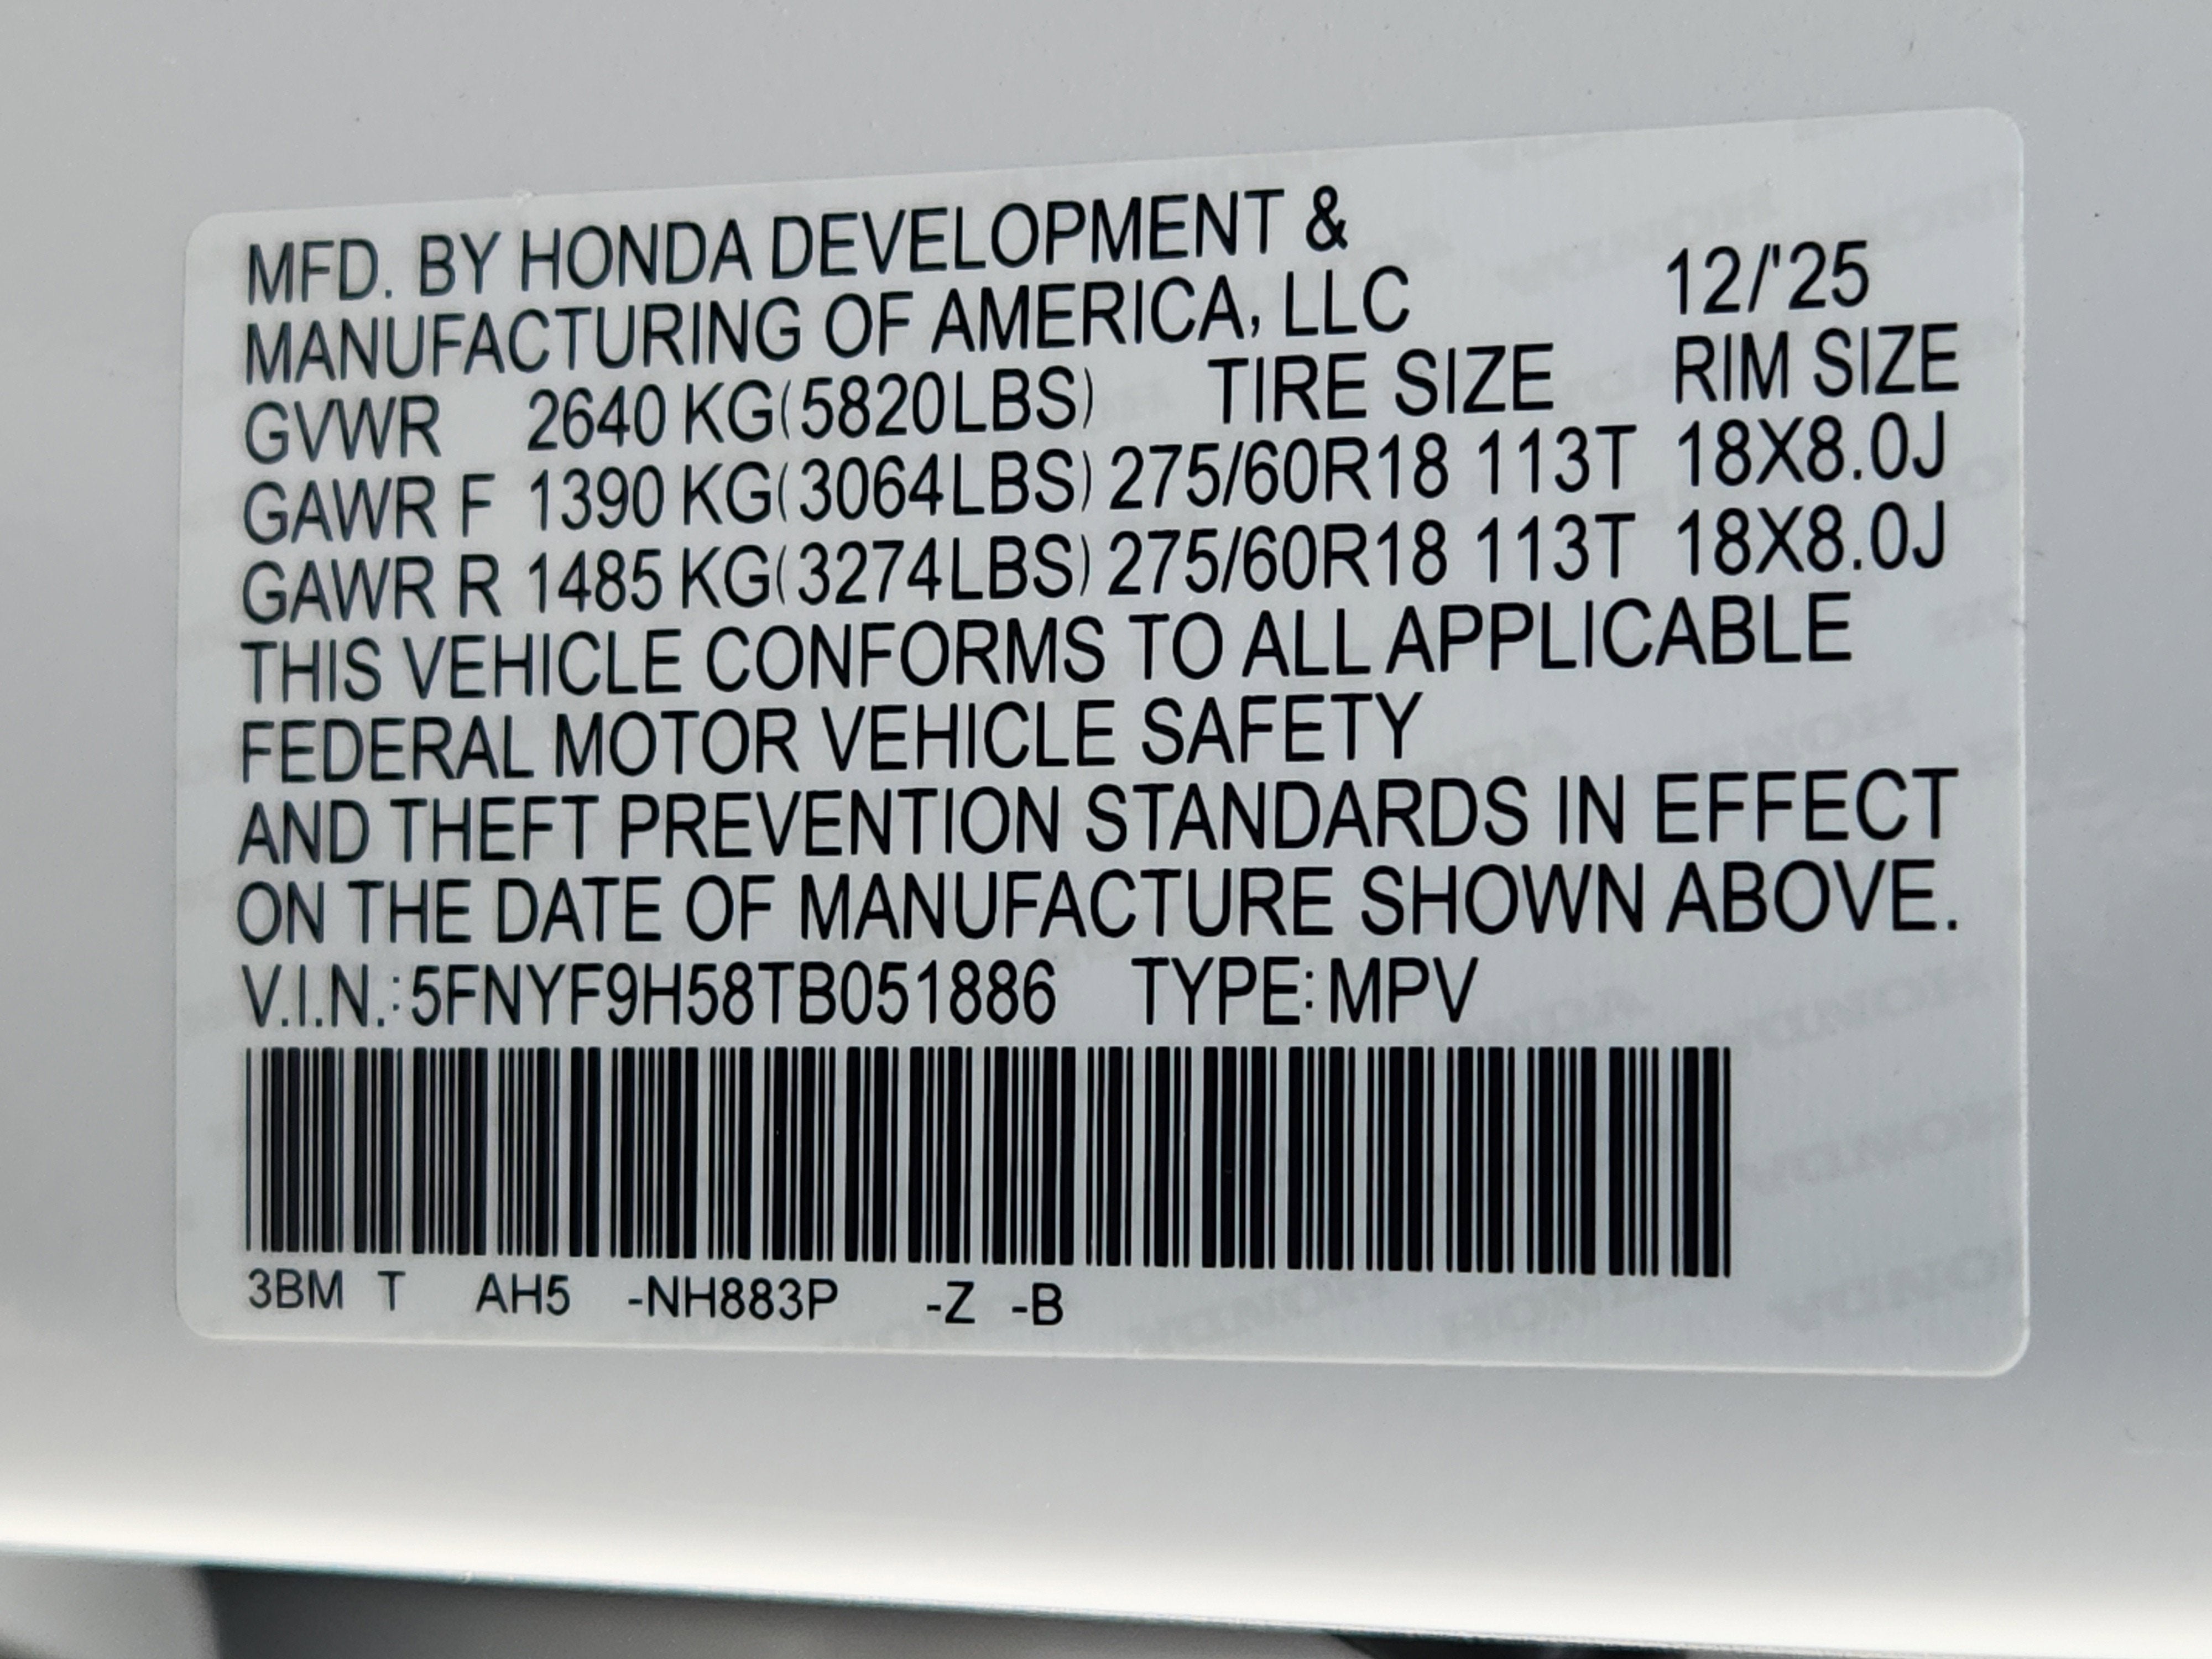 MFD. BY HONDA DEVELOPMENT &
MANUFACTURING OF AMERICA, LLC 12/'25
GVWR 2640 KG(5820LBS) TIRE SIZE RIM SIZE
GAWR F 1390 KG(3064LBS) 275/60R18 113T 18X8.0J
GAWR R 1485 KG(3274LBS) 275/60R18 113T 18X8.0J
THIS VEHICLE CONFORMS TO ALL APPLICABLE
FEDERAL MOTOR VEHICLE SAFETY
AND THEFT PREVENTION STANDARDS IN EFFECT
ON THE DATE OF MANUFACTURE SHOWN ABOVE.
V.I.N.:5FNYF9H58TB051886 TYPE:MPV
3BM T AH5 -NH883P -Z -B